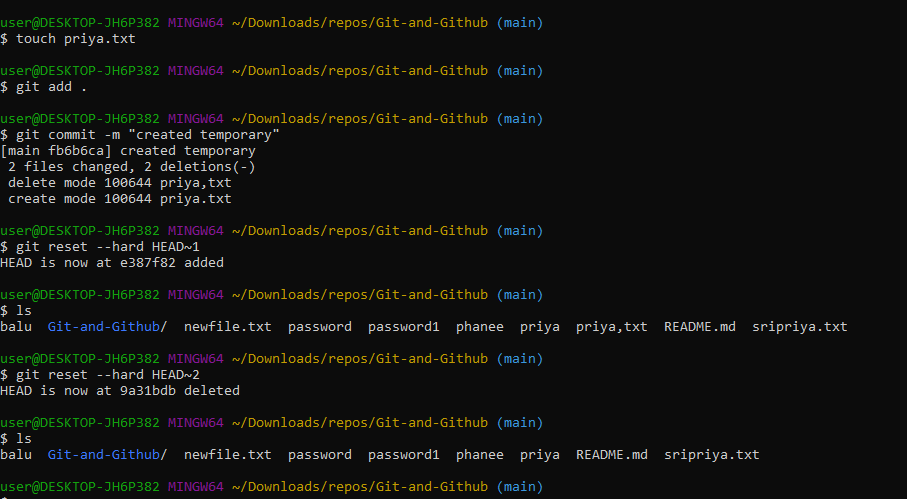 user@DESKTOP-JH6P382 MINGW64 ~/Downloads/repos/Git-and-Github (main)
$ touch priya.txt
user@DESKTOP-JH6P382 MINGW64 ~/Downloads/repos/Git-and-Github (main)
$ git add .
user@DESKTOP-JH6P382 MINGW64 ~/Downloads/repos/Git-and-Github (main)
$ git commit -m "created temporary"
[main fb6b6ca] created temporary
 2 files changed, 2 deletions(-)
 delete mode 100644 priya,txt
 create mode 100644 priya.txt
user@DESKTOP-JH6P382 MINGW64 ~/Downloads/repos/Git-and-Github (main)
$ git reset --hard HEAD~1
HEAD is now at e387f82 added
user@DESKTOP-JH6P382 MINGW64 ~/Downloads/repos/Git-and-Github (main)
$ ls
balu  Git-and-Github/  newfile.txt  password  password1  phanee  priya  priya,txt  README.md  sripriya.txt
user@DESKTOP-JH6P382 MINGW64 ~/Downloads/repos/Git-and-Github (main)
$ git reset --hard HEAD~2
HEAD is now at 9a31bdb deleted
user@DESKTOP-JH6P382 MINGW64 ~/Downloads/repos/Git-and-Github (main)
$ ls
balu  Git-and-Github/  newfile.txt  password  password1  phanee  priya  README.md  sripriya.txt
user@DESKTOP-JH6P382 MINGW64 ~/Downloads/repos/Git-and-Github (main)